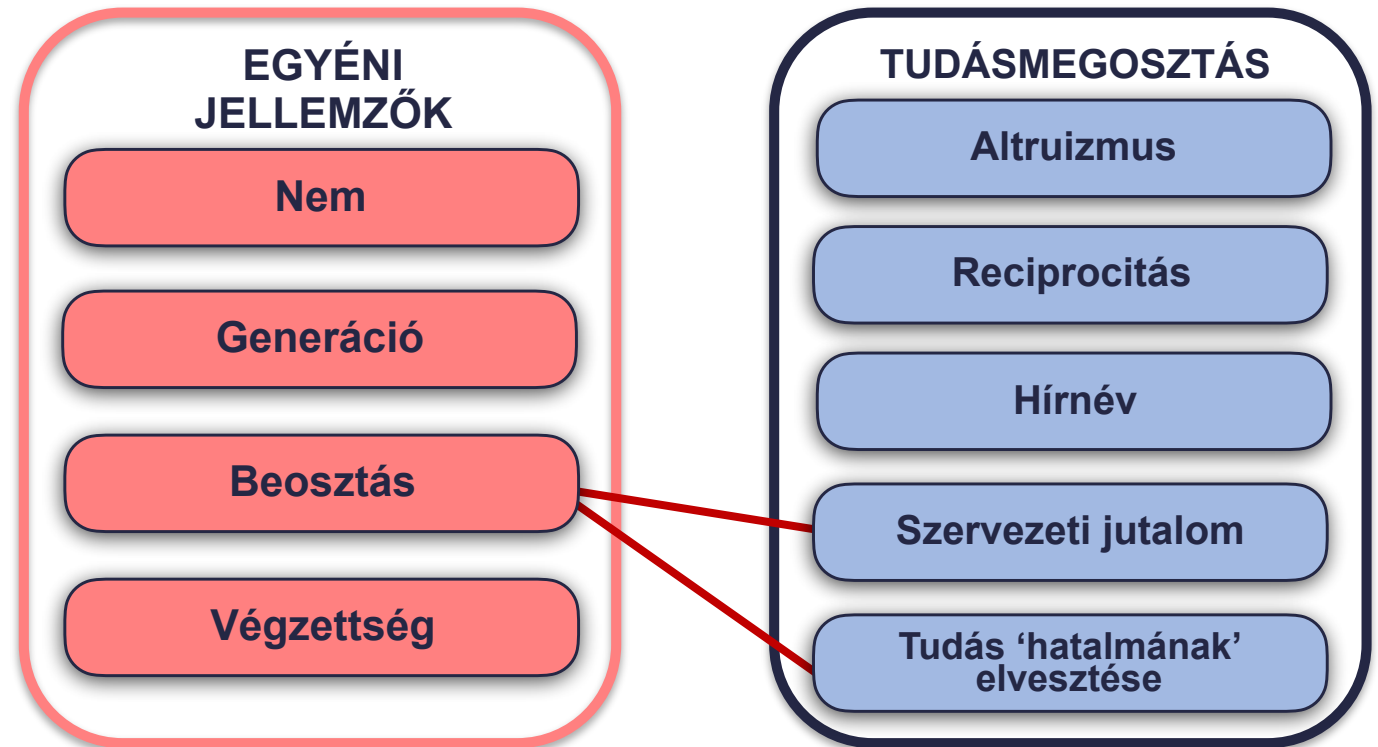 EGYÉNI
JELLEMZŐK
Nem
Generáció
Beosztás
Végzettség
TUDÁSMEGOSZTÁS
Altruizmus
Reciprocitás
Hírnév
Szervezeti jutalom
Tudás ‘hatalmának’
elvesztése